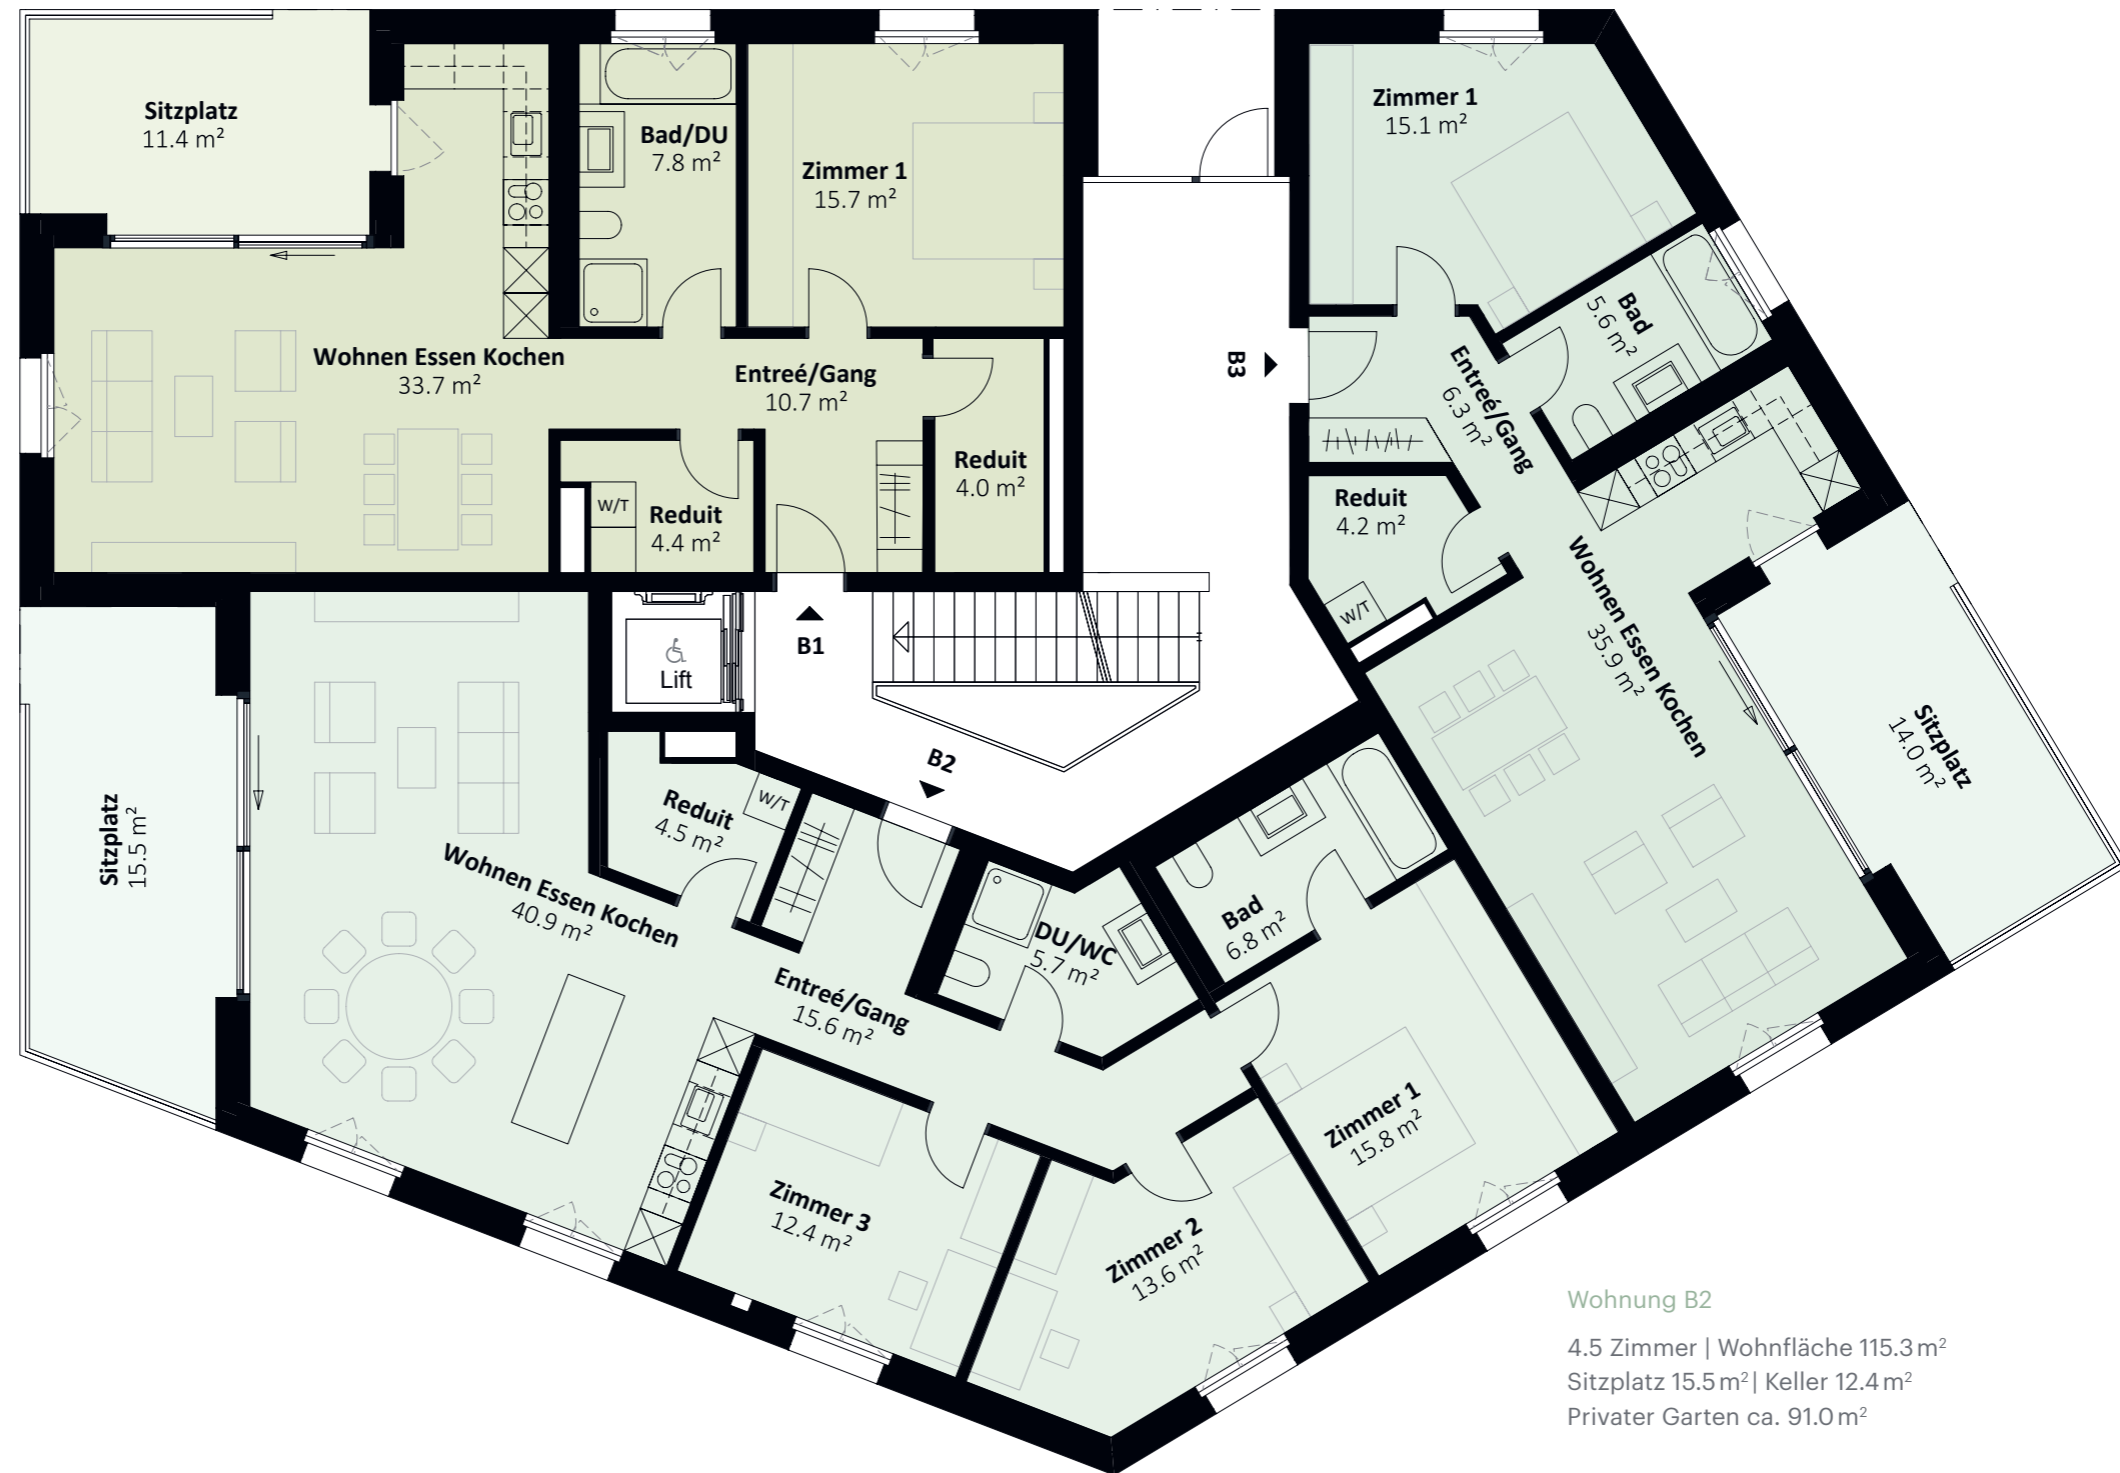 Sitzplatz
11.4 m²
Bad/DU
7.8 m²
Zimmer 1
15.7 m²
Wohnen Essen Kochen
33.7 m²
Entreé/Gang
10.7 m²
Reduit
4.0 m²
W/T
Reduit
4.4 m²
Zimmer 1
15.1 m²
Bad
5.6 m²
B3
Entreé/Gang
6.3 m²
Reduit
4.2 m²
W/T
Wohnen Essen Kochen
35.9 m²
Sitzplatz
14.0 m²
Lift
B1
B2
Sitzplatz
15.5 m²
Wohnen Essen Kochen
40.9 m²
Reduit
4.5 m²
W/T
Entreé/Gang
15.6 m²
DU/WC
5.7 m²
Bad
6.8 m²
Zimmer 1
15.8 m²
Zimmer 2
13.6 m²
Zimmer 3
12.4 m²
Wohnung B2
4.5 Zimmer | Wohnfläche 115.3 m²
Sitzplatz 15.5 m² | Keller 12.4 m²
Privater Garten ca. 91.0 m²